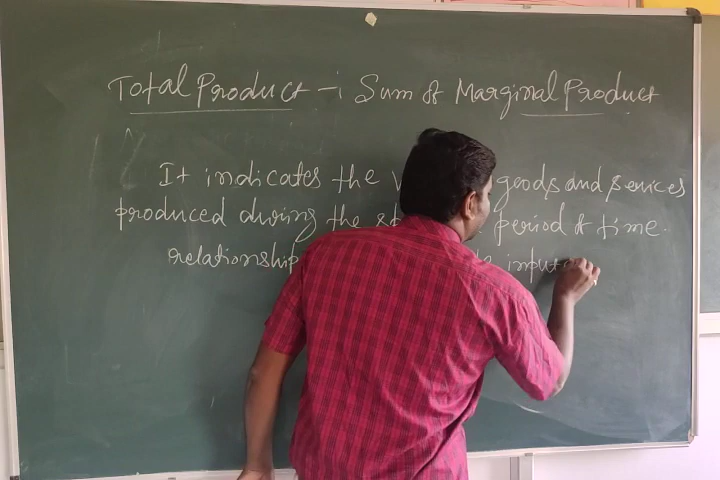 Total Product - : Sum of Marginal Product
It indicates the goods and services
produced during the period of time.
relationship input